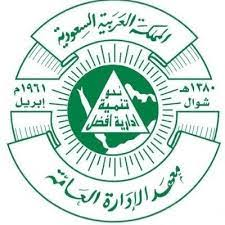 المملكة العربية السعودية
١٣٨٠هـ
شوال
١٩٦١م
إبريل
نحو
تنمية
إدارية أفضل
معهد الإدارة العامة